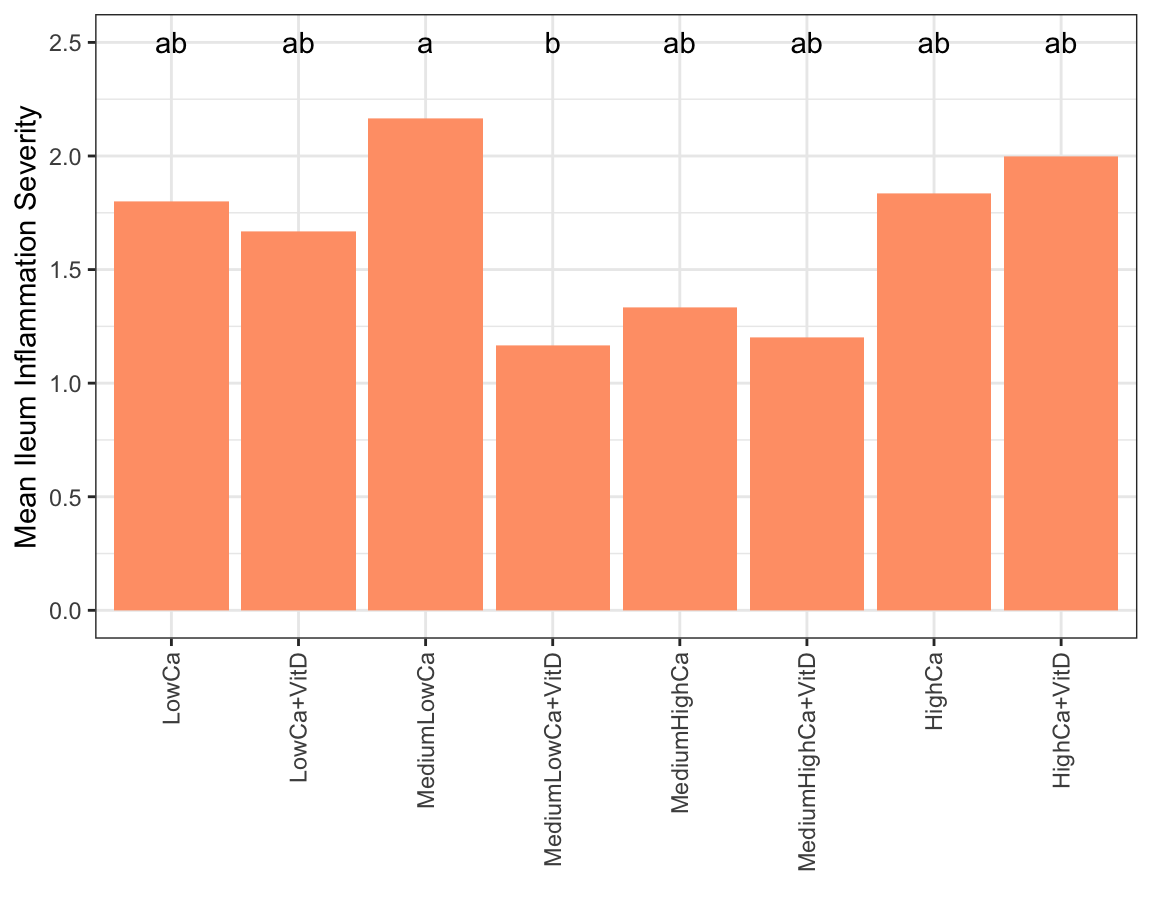 Mean Ileum Inflammation Severity
2.5
2.0
1.5
1.0
0.5
0.0
ab ab a b ab ab ab ab
LowCa
LowCa+VitD
MediumLowCa
MediumLowCa+VitD
MediumHighCa
MediumHighCa+VitD
HighCa
HighCa+VitD